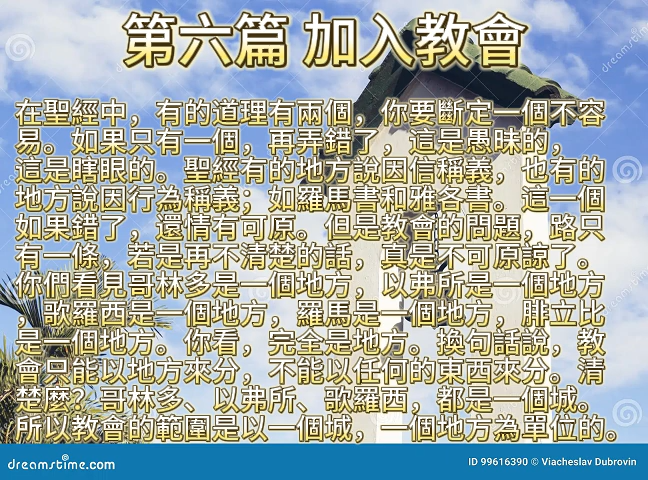 第六篇 加入教會
在聖經中，有的道理有兩個，你要斷定一個不容
易。如果只有一個，再弄錯了，這是愚昧的，
這是瞎眼的。聖經有的地方說因信稱義，也有的
地方說因行為稱義；如羅馬書和雅各書。這一個
如果錯了，還情有可原。但是教會的問題，路只
有一條，若是再不清楚的話，真是不可原諒了。
你們看見哥林多是一個地方，以弗所是一個地方
，歌羅西是一個地方，羅馬是一個地方，腓立比
是一個地方。你看，完全是地方。換句話說，教
會只能以地方來分，不能以任何的東西來分。清
楚麼？哥林多、以弗所、歌羅西，都是一個城。
所以教會的範圍是以一個城，一個地方為單位的。
dreamstime.com
ID 99616390 © Viacheslav Dubrovin